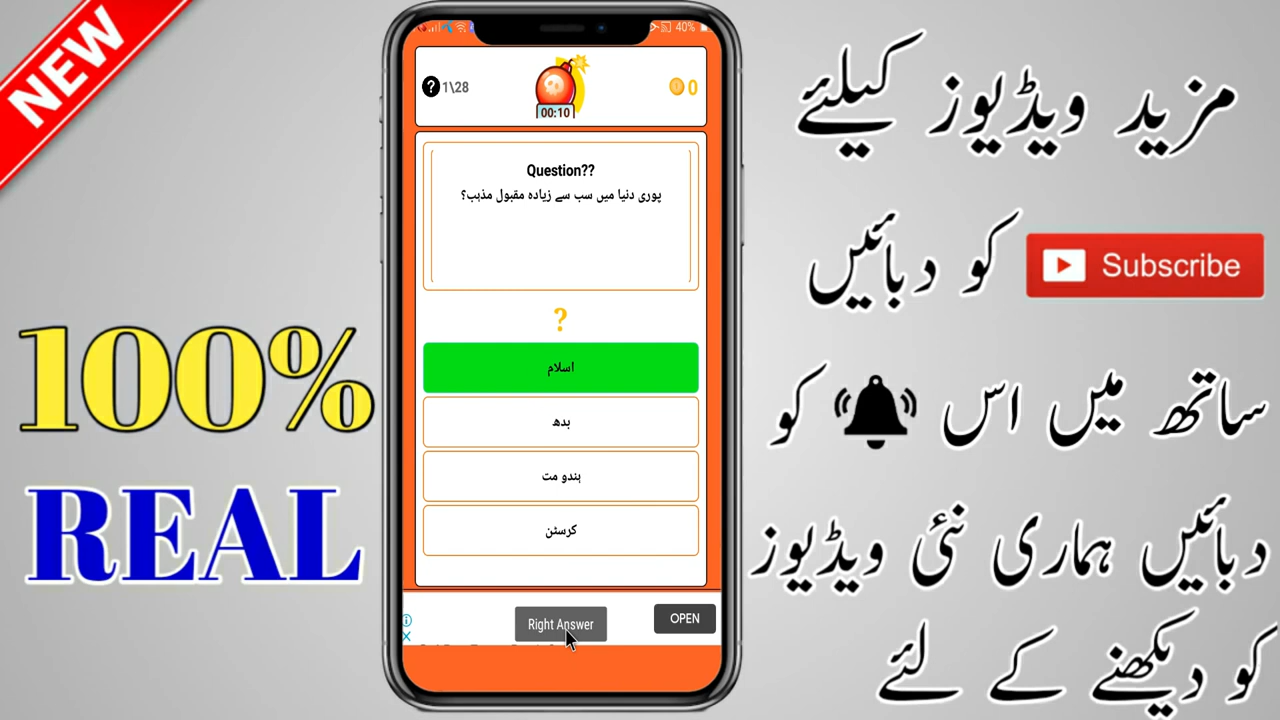 NEW
100%
REAL
40%
1\28
00:10
0
Question??
پوری دنیا میں سب سے زیادہ مقبول مذہب؟
?
اسلام
بدھ
ہندو مت
کرسٹن
Right Answer
OPEN
مزید ویڈیوز کیلئے
Subscribe کو دبائیں
ساتھ میں اس کو
دبائیں ہماری نئی ویڈیوز
کو دیکھنے کے لئے